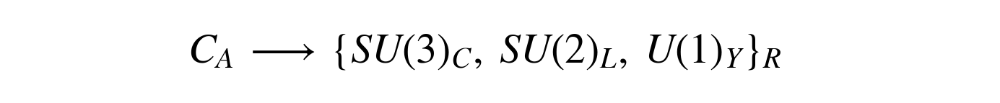 C_A ⟶ {SU(3)_C, SU(2)_L, U(1)_Y}_R